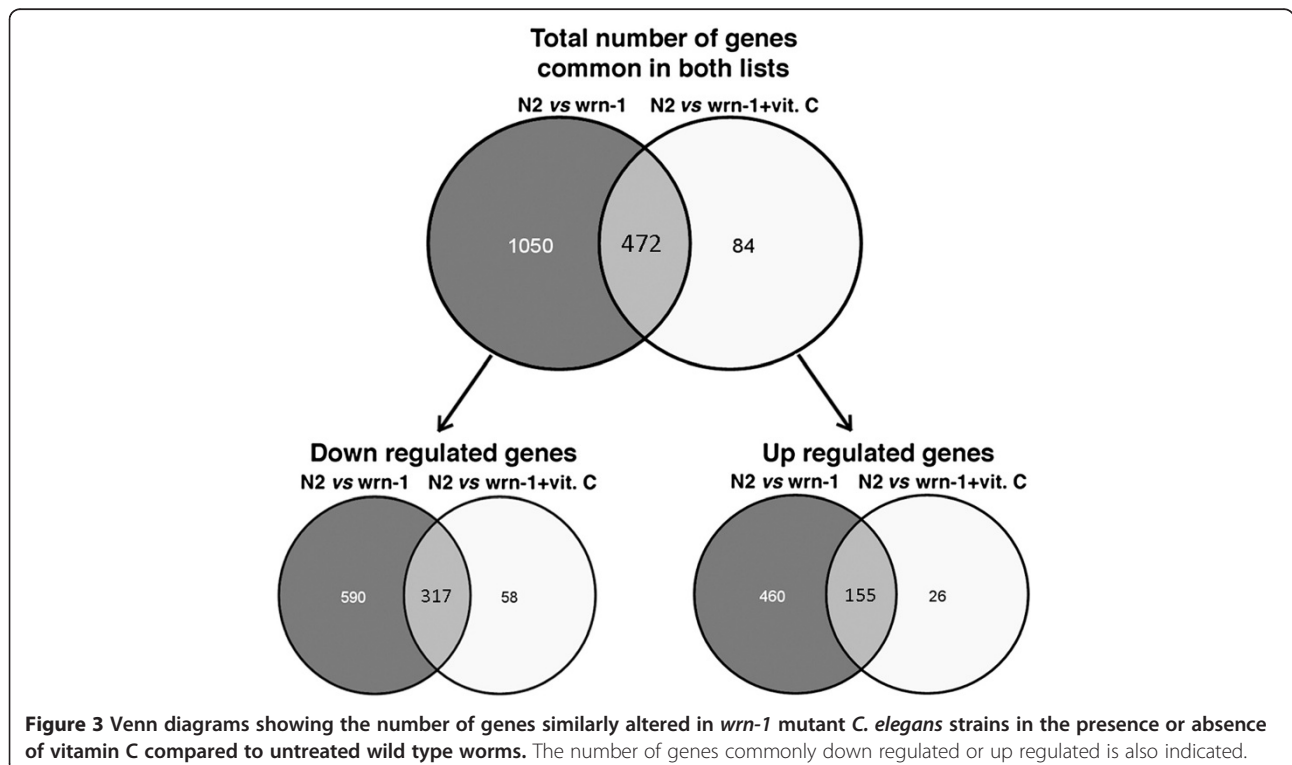 Total number of genes
common in both lists
N2 vs wrn-1 N2 vs wrn-1+vit. C
1050 472 84
Down regulated genes Up regulated genes
N2 vs wrn-1 N2 vs wrn-1+vit. C N2 vs wrn-1 N2 vs wrn-1+vit. C
590 317 58 460 155 26
Figure 3 Venn diagrams showing the number of genes similarly altered in wrn-1 mutant C. elegans strains in the presence or absence
of vitamin C compared to untreated wild type worms. The number of genes commonly down regulated or up regulated is also indicated.